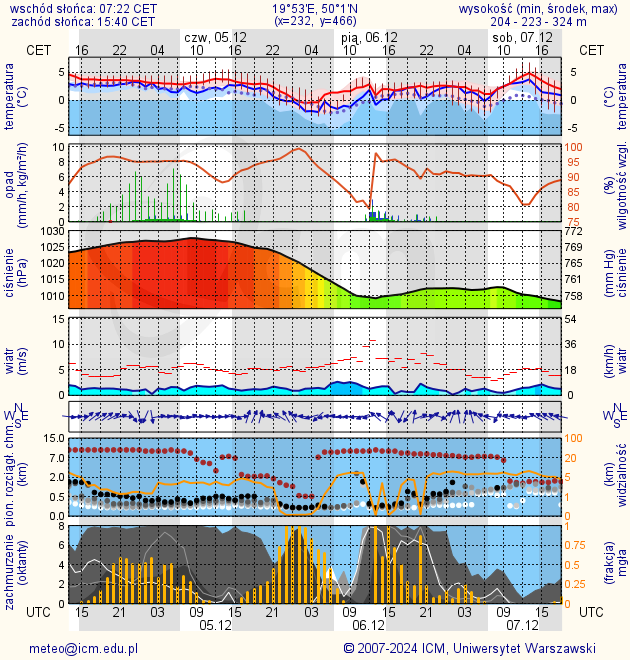 wschód słońca: 07:22 CET 19°53'E, 50°1'N wysokość (min, środek, max)
zachód słońca: 15:40 CET (x=232, y=466) 204 - 223 - 324 m
czw, 05.12 pią, 06.12 sob, 07.12
CET 16 22 04 10 16 22 04 10 16 22 04 10 16 CET
temperatura (°C) 5 0 -5 5 0 -5 temperatura (°C)
opad (mm/h, kg/m²/h) 10 8 6 4 2 0 100 95 90 85 80 75 (%) wilgotność wzgl.
ciśnienie (hPa) 1030 1025 1020 1015 1010 772 769 765 761 758 (mm Hg) ciśnienie
wiatr (m/s) 15 10 5 0 54 36 18 0 (km/h) wiatr
N W E S N W E S
pion. rozciągł. chm. (km) 15.0 7.0 2.0 0.5 0.0 100 20 5 1 0 (km) widzialność
zachmurzenie (oktanty) 8 6 4 2 0 1 0.75 0.5 0.25 0 (frakcja) mgła
UTC 15 21 03 09 15 21 03 09 15 21 03 09 15 UTC
05.12 06.12 07.12
meteo@icm.edu.pl © 2007-2024 ICM, Uniwersytet Warszawski